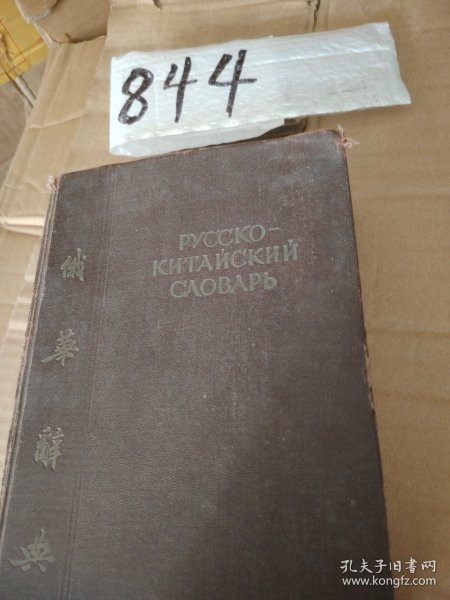 844
РУССКО-
КИТАЙСКИЙ
СЛОВАРЬ
俄華辭典
孔夫子旧书网
www.kongfz.com